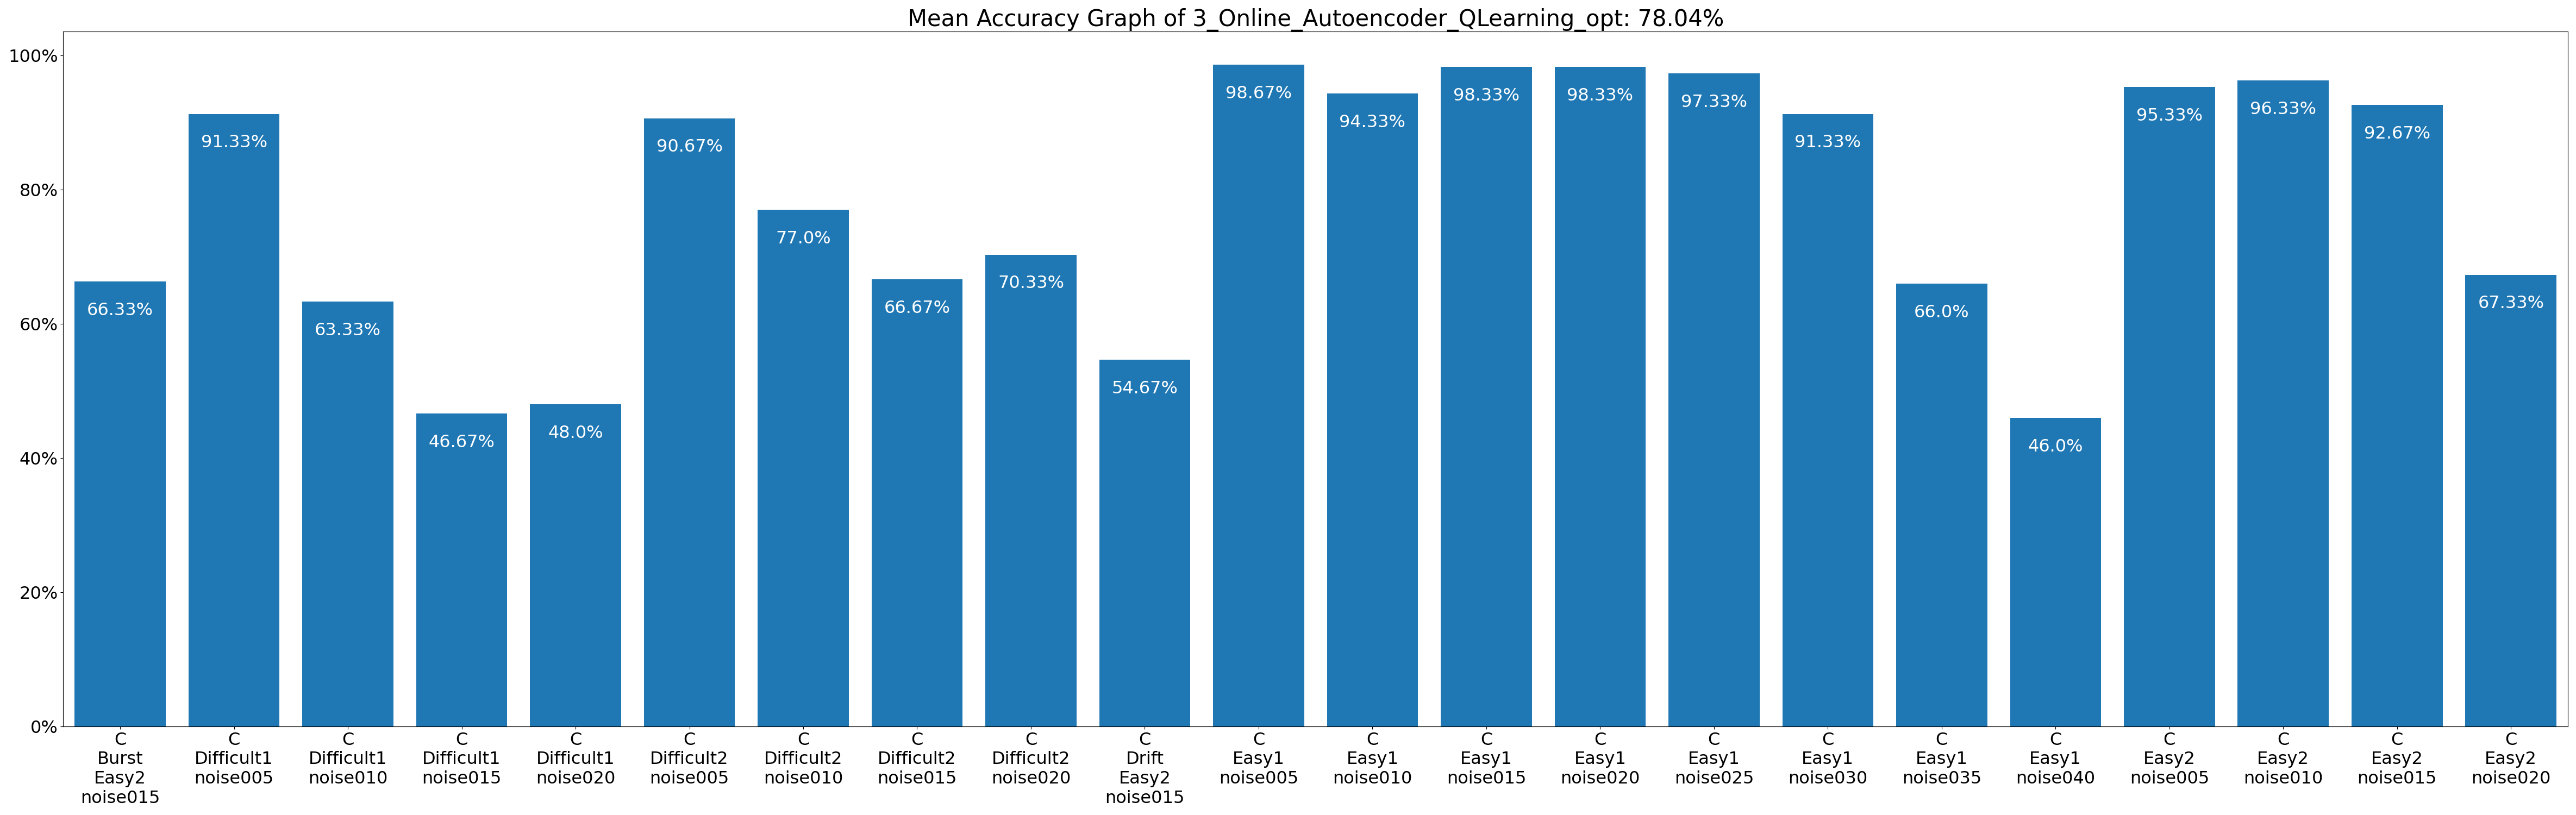 Mean Accuracy Graph of 3_Online_Autoencoder_QLearning_opt: 78.04%
100%
80%
60%
40%
20%
0%
66.33%
91.33%
63.33%
46.67%
48.0%
90.67%
77.0%
66.67%
70.33%
54.67%
98.67%
94.33%
98.33%
98.33%
97.33%
91.33%
66.0%
46.0%
95.33%
96.33%
92.67%
67.33%
C
Burst
Easy2
noise015
C
Difficult1
noise005
C
Difficult1
noise010
C
Difficult1
noise015
C
Difficult1
noise020
C
Difficult2
noise005
C
Difficult2
noise010
C
Difficult2
noise015
C
Difficult2
noise020
C
Drift
Easy2
noise015
C
Easy1
noise005
C
Easy1
noise010
C
Easy1
noise015
C
Easy1
noise020
C
Easy1
noise025
C
Easy1
noise030
C
Easy1
noise035
C
Easy1
noise040
C
Easy2
noise005
C
Easy2
noise010
C
Easy2
noise015
C
Easy2
noise020